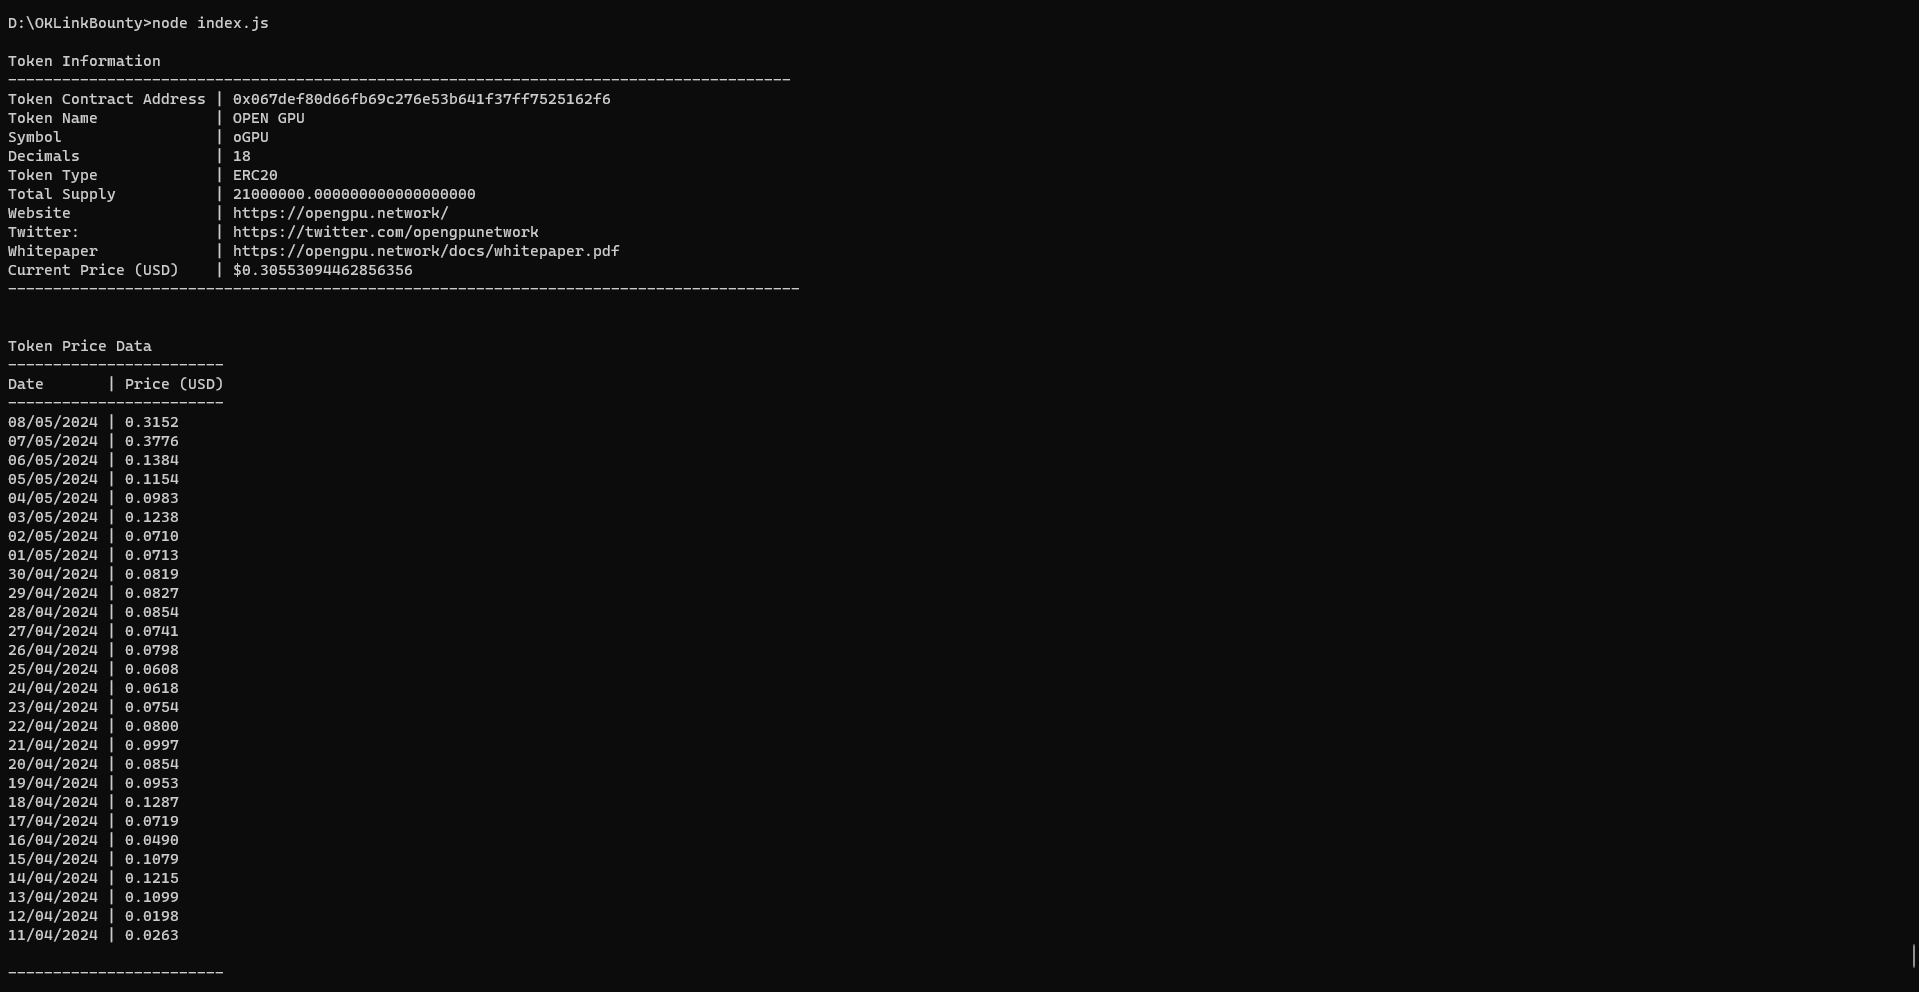 D:\OKLinkBounty>node index.js
Token Information
---------------------------------------------------------------------------------------
Token Contract Address | 0x067def80d66fb69c276e53b641f37ff7525162f6
Token Name             | OPEN GPU
Symbol                 | oGPU
Decimals               | 18
Token Type             | ERC20
Total Supply           | 21000000.000000000000000000
Website                | https://opengpu.network/
Twitter:               | https://twitter.com/opengpunetwork
Whitepaper             | https://opengpu.network/docs/whitepaper.pdf
Current Price (USD)    | $0.30553094462856356
----------------------------------------------------------------------------------------
Token Price Data
------------------------
Date       | Price (USD)
------------------------
08/05/2024 | 0.3152
07/05/2024 | 0.3776
06/05/2024 | 0.1384
05/05/2024 | 0.1154
04/05/2024 | 0.0983
03/05/2024 | 0.1238
02/05/2024 | 0.0710
01/05/2024 | 0.0713
30/04/2024 | 0.0819
29/04/2024 | 0.0827
28/04/2024 | 0.0854
27/04/2024 | 0.0741
26/04/2024 | 0.0798
25/04/2024 | 0.0608
24/04/2024 | 0.0618
23/04/2024 | 0.0754
22/04/2024 | 0.0800
21/04/2024 | 0.0997
20/04/2024 | 0.0854
19/04/2024 | 0.0953
18/04/2024 | 0.1287
17/04/2024 | 0.0719
16/04/2024 | 0.0490
15/04/2024 | 0.1079
14/04/2024 | 0.1215
13/04/2024 | 0.1099
12/04/2024 | 0.0198
11/04/2024 | 0.0263
------------------------